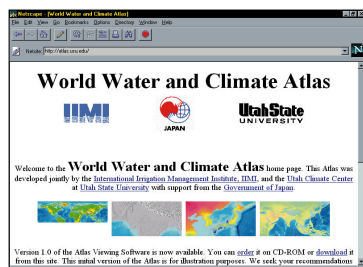 Netscape - [World Water and Climate Atlas]
File Edit View Go Bookmarks Options Directory Window Help
Netsite: http://atlas.usu.edu/
N
World Water and Climate Atlas
IIMI
JAPAN
UtahState
UNIVERSITY
Welcome to the World Water and Climate Atlas home page. This Atlas was
developed jointly by the International Irrigation Management Institute, IIMI, and the Utah Climate Center
at Utah State University with support from the Government of Japan.
Version 1.0 of the Atlas Viewing Software is now available. You can order it on CD-ROM or download it
from this site. This initial version of the Atlas is for illustration purposes. We seek your recommendations